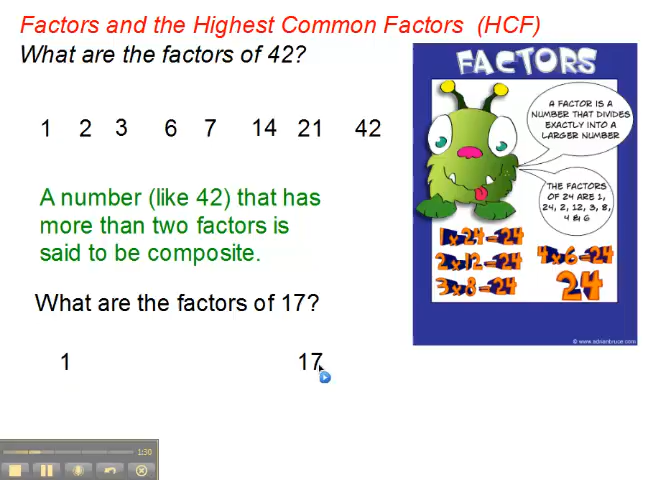 Factors and the Highest Common Factors (HCF)
What are the factors of 42?
1 2 3 6 7 14 21 42
A number (like 42) that has
more than two factors is
said to be composite.
What are the factors of 17?
1 17
FACTORS
A FACTOR IS A
NUMBER THAT DIVIDES
EXACTLY INTO A
LARGER NUMBER
THE FACTORS
OF 24 ARE 1,
24, 2, 12, 3, 8,
4 & 6
1x24=24
2x12=24
3x8=24
4x6=24
24
© www.adrianbruce.com
1:30